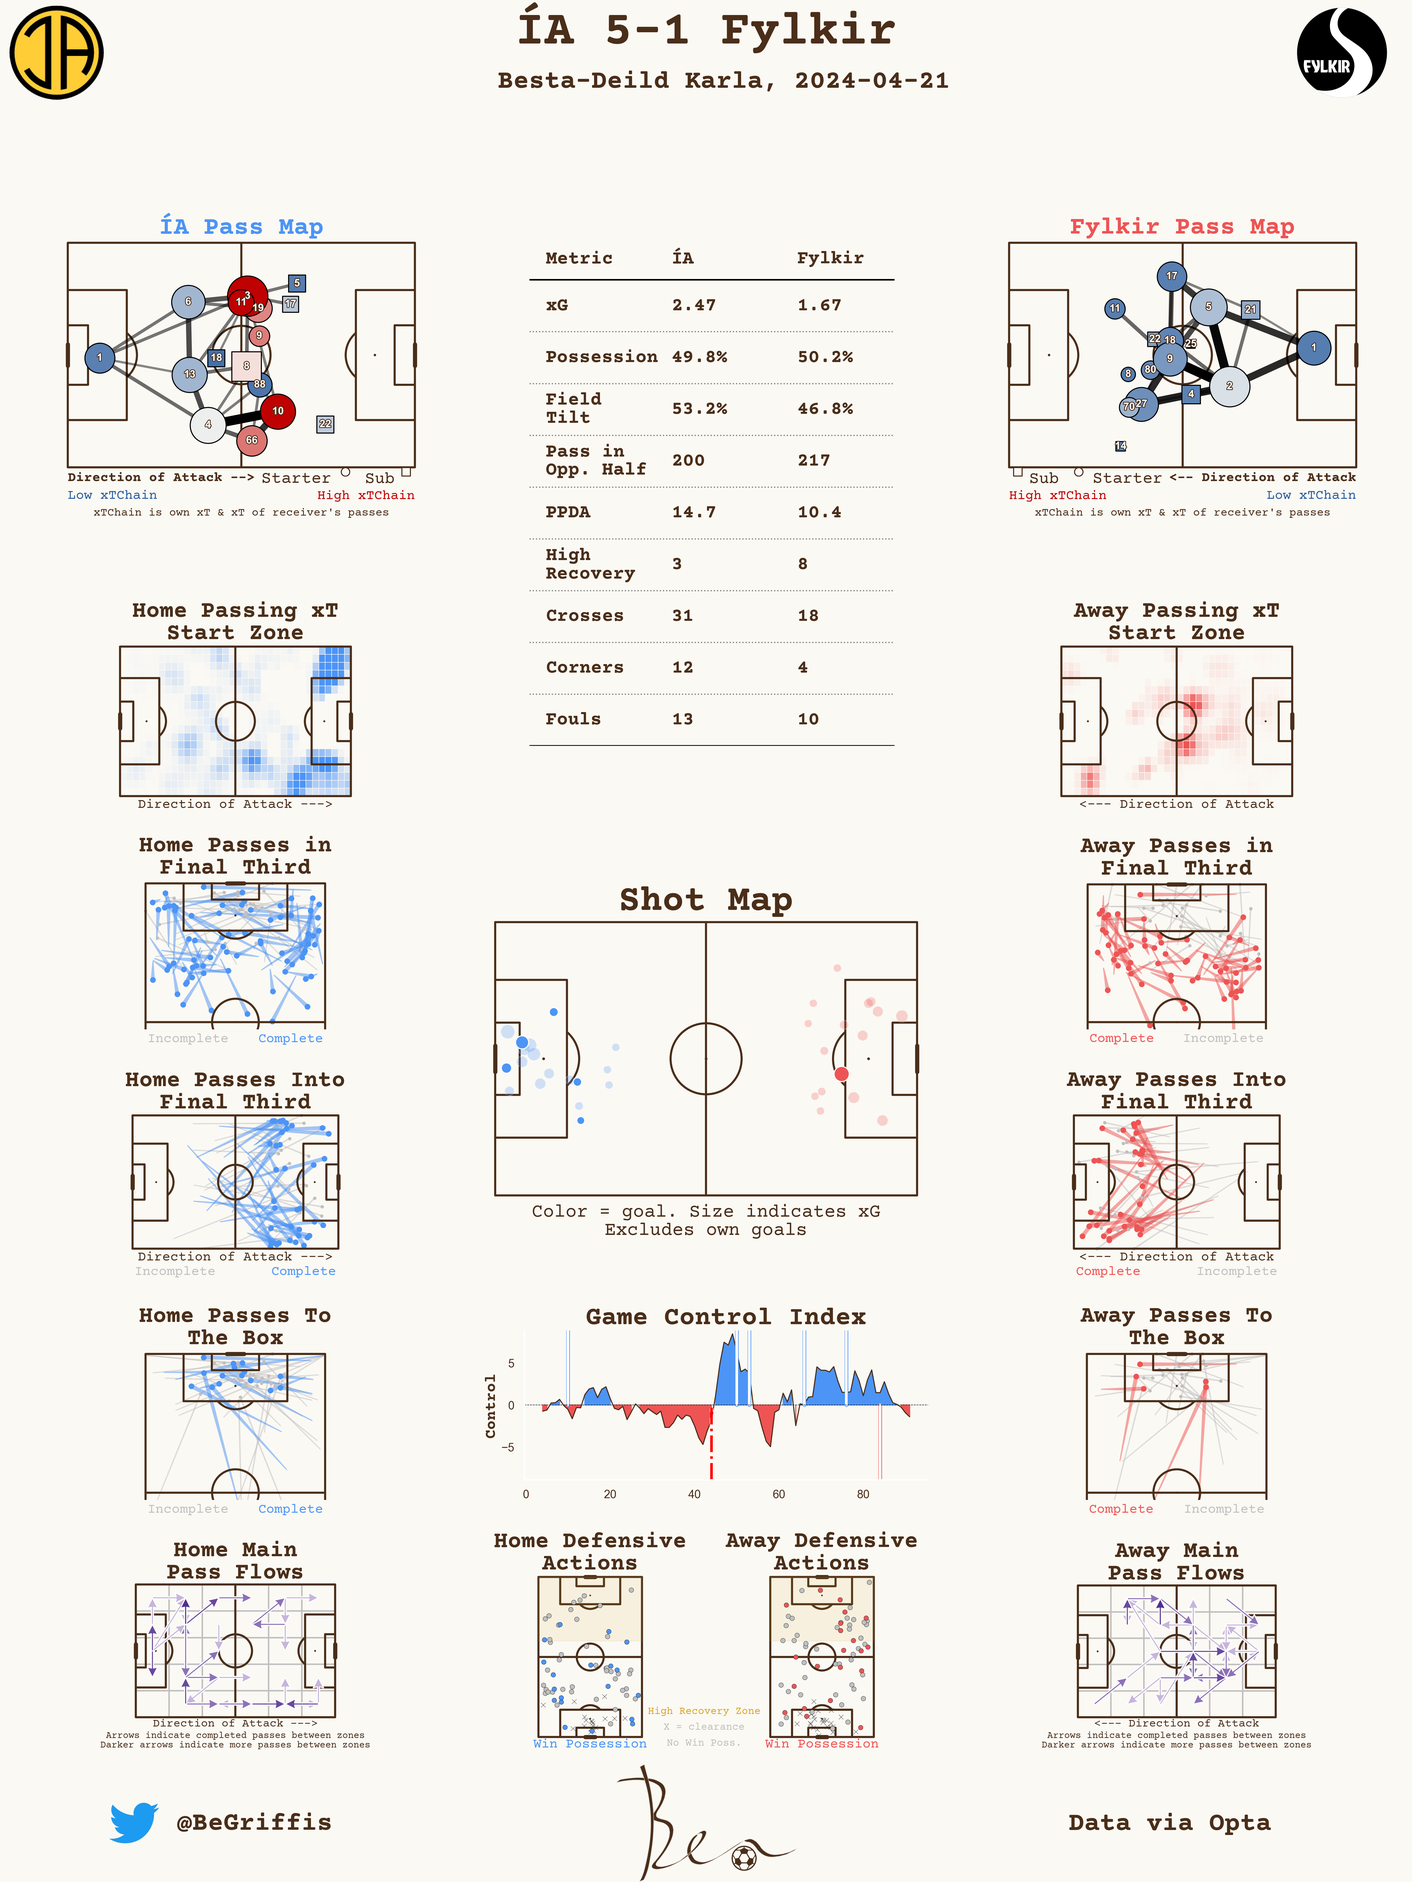 ÍA 5-1 Fylkir
Besta-Deild Karla, 2024-04-21
FYLKIR
ÍA Pass Map
6
3
11
19
5
17
9
1
13
18
8
88
4
10
66
22
Direction of Attack --> Starter Sub
Low xTChain High xTChain
xTChain is own xT & xT of receiver's passes
Metric ÍA Fylkir
xG 2.47 1.67
Possession 49.8% 50.2%
Field
Tilt 53.2% 46.8%
Pass in
Opp. Half 200 217
PPDA 14.7 10.4
High
Recovery 3 8
Crosses 31 18
Corners 12 4
Fouls 13 10
Fylkir Pass Map
17
11
5
21
22
18
25
1
9
8
80
2
4
70
27
14
Sub Starter <-- Direction of Attack
High xTChain Low xTChain
xTChain is own xT & xT of receiver's passes
Home Passing xT
Start Zone
Direction of Attack --->
Away Passing xT
Start Zone
<--- Direction of Attack
Home Passes in
Final Third
Incomplete Complete
Away Passes in
Final Third
Complete Incomplete
Shot Map
Color = goal. Size indicates xG
Excludes own goals
Home Passes Into
Final Third
Direction of Attack --->
Incomplete Complete
Away Passes Into
Final Third
<--- Direction of Attack
Complete Incomplete
Home Passes To
The Box
Incomplete Complete
Game Control Index
Control
5
0
−5
0 20 40 60 80
Away Passes To
The Box
Complete Incomplete
Home Main
Pass Flows
Direction of Attack --->
Arrows indicate completed passes between zones
Darker arrows indicate more passes between zones
Home Defensive
Actions
Win Possession
Away Defensive
Actions
Win Possession
High Recovery Zone
X = clearance
No Win Poss.
Away Main
Pass Flows
<--- Direction of Attack
Arrows indicate completed passes between zones
Darker arrows indicate more passes between zones
@BeGriffis
Data via Opta